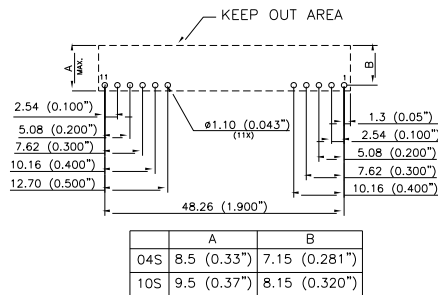 KEEP OUT AREA
A
MAX.
B
11
1
2.54 (0.100")
5.08 (0.200")
7.62 (0.300")
10.16 (0.400")
12.70 (0.500")
ø1.10 (0.043")
(11X)
1.3 (0.05")
2.54 (0.100")
5.08 (0.200")
7.62 (0.300")
10.16 (0.400")
48.26 (1.900")
A B
04S 8.5 (0.33") 7.15 (0.281")
10S 9.5 (0.37") 8.15 (0.320")